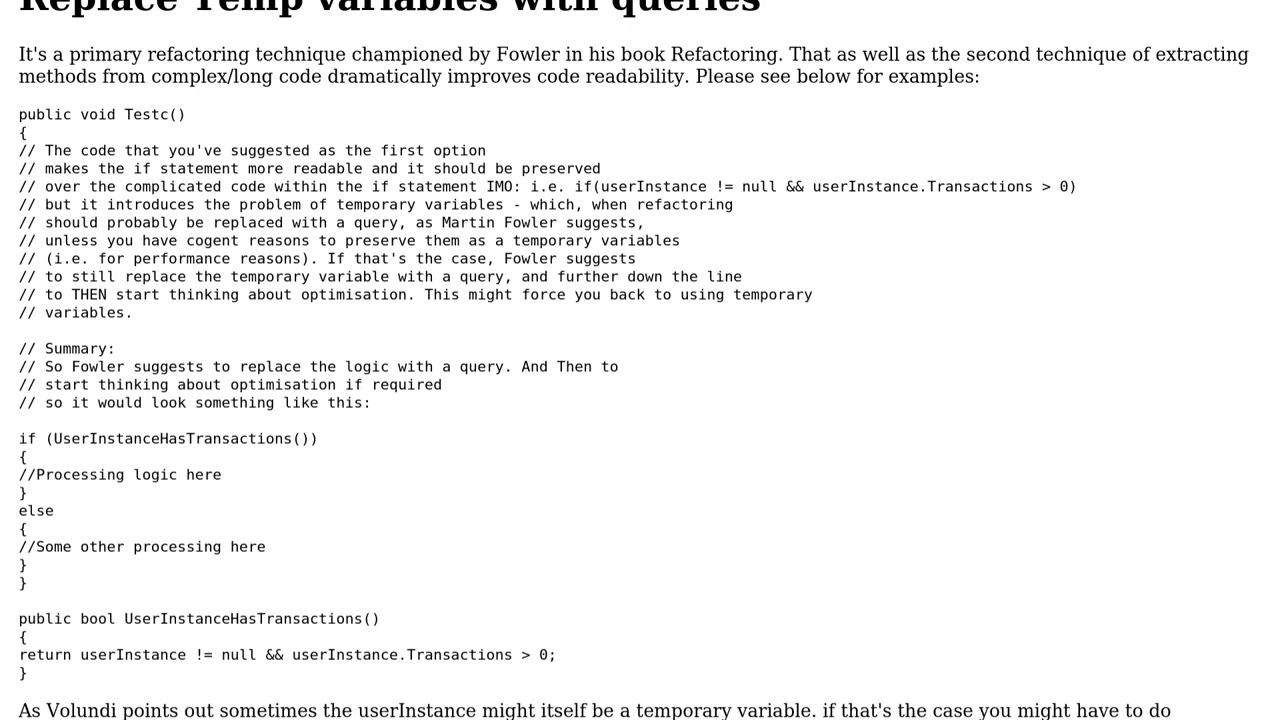 Replace Temp variables with queries
It's a primary refactoring technique championed by Fowler in his book Refactoring. That as well as the second technique of extracting
methods from complex/long code dramatically improves code readability. Please see below for examples:
public void Testc()
{
// The code that you've suggested as the first option
// makes the if statement more readable and it should be preserved
// over the complicated code within the if statement IMO: i.e. if(userInstance != null && userInstance.Transactions > 0)
// but it introduces the problem of temporary variables - which, when refactoring
// should probably be replaced with a query, as Martin Fowler suggests,
// unless you have cogent reasons to preserve them as a temporary variables
// (i.e. for performance reasons). If that's the case, Fowler suggests
// to still replace the temporary variable with a query, and further down the line
// to THEN start thinking about optimisation. This might force you back to using temporary
// variables.
// Summary:
// So Fowler suggests to replace the logic with a query. And Then to
// start thinking about optimisation if required
// so it would look something like this:
if (UserInstanceHasTransactions())
{
//Processing logic here
}
else
{
//Some other processing here
}
}
public bool UserInstanceHasTransactions()
{
return userInstance != null && userInstance.Transactions > 0;
}
As Volundi points out sometimes the userInstance might itself be a temporary variable. if that's the case you might have to do